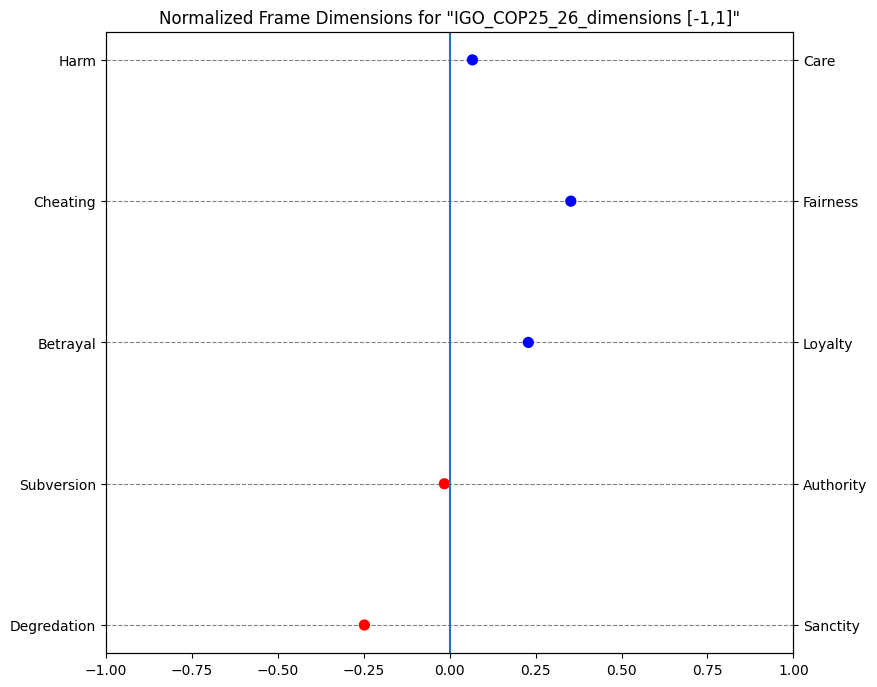 Normalized Frame Dimensions for "IGO_COP25_26_dimensions [-1,1]"
Harm Care
Cheating Fairness
Betrayal Loyalty
Subversion Authority
Degredation Sanctity
−1.00 −0.75 −0.50 −0.25 0.00 0.25 0.50 0.75 1.00